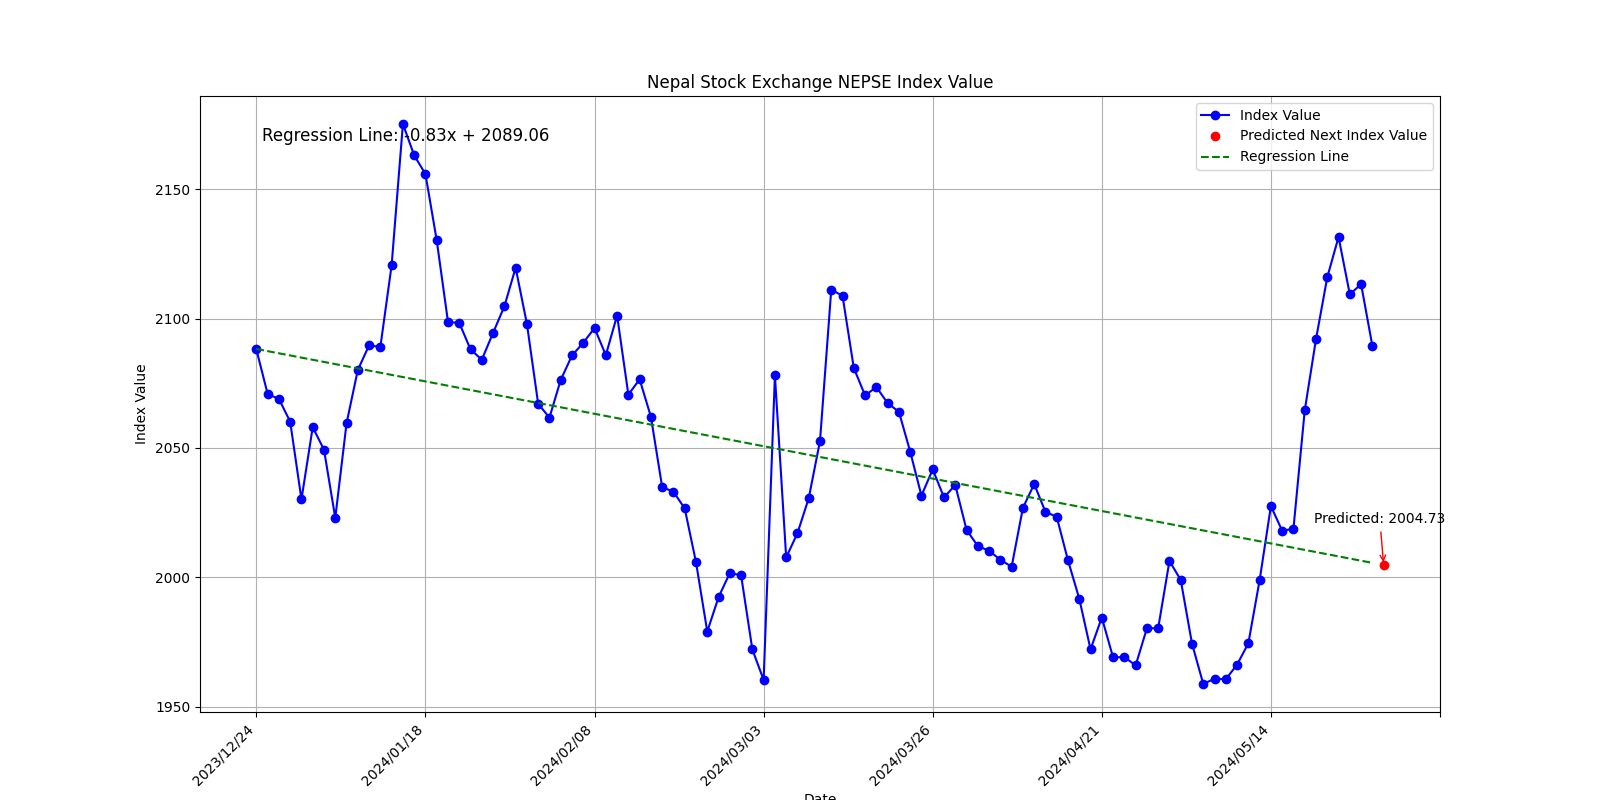 Nepal Stock Exchange NEPSE Index Value
Regression Line: -0.83x + 2089.06
Index Value
Predicted Next Index Value
Regression Line
2150
2100
2050
2000
1950
Index Value
Predicted: 2004.73
2023/12/24
2024/01/18
2024/02/08
2024/03/03
2024/03/26
2024/04/21
2024/05/14
Date